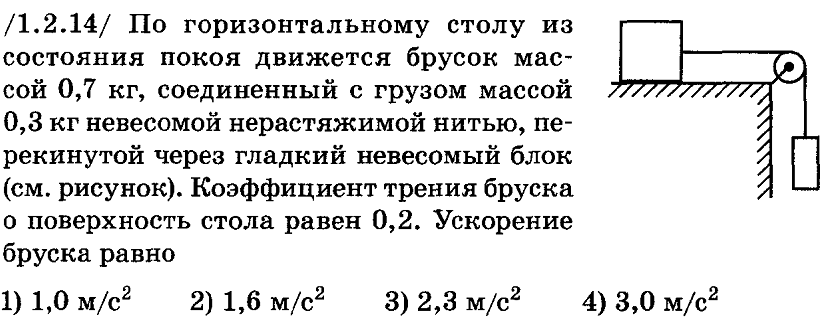 /1.2.14/ По горизонтальному столу из
состояния покоя движется брусок мас-
сой 0,7 кг, соединенный с грузом массой
0,3 кг невесомой нерастяжимой нитью, пе-
рекинутой через гладкий невесомый блок
(см. рисунок). Коэффициент трения бруска
о поверхность стола равен 0,2. Ускорение
бруска равно
1) 1,0 м/с² 2) 1,6 м/с² 3) 2,3 м/с² 4) 3,0 м/с²